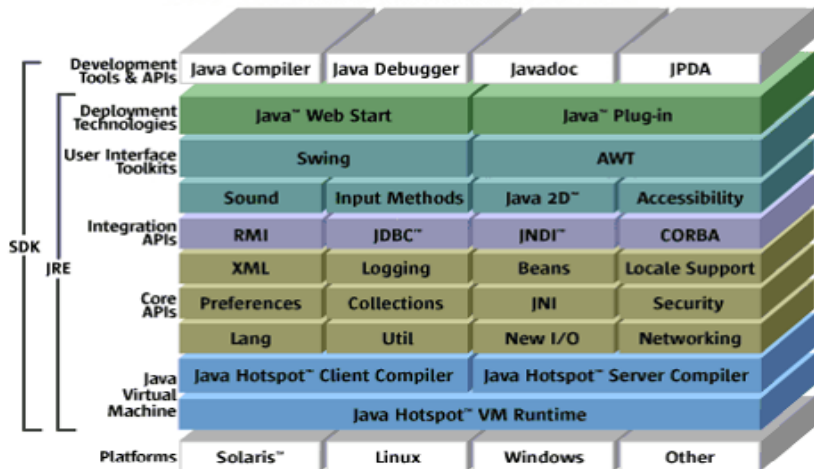 Development Tools & APIs
Java Compiler Java Debugger Javadoc JPDA
Deployment Technologies
Java™ Web Start Java™ Plug-in
User Interface Toolkits
Swing AWT
Sound Input Methods Java 2D™ Accessibility
Integration APIs
RMI JDBC™ JNDI™ CORBA
SDK
JRE
XML Logging Beans Locale Support
Core APIs
Preferences Collections JNI Security
Lang Util New I/O Networking
Java Virtual Machine
Java Hotspot™ Client Compiler Java Hotspot™ Server Compiler
Java Hotspot™ VM Runtime
Platforms
Solaris™ Linux Windows Other